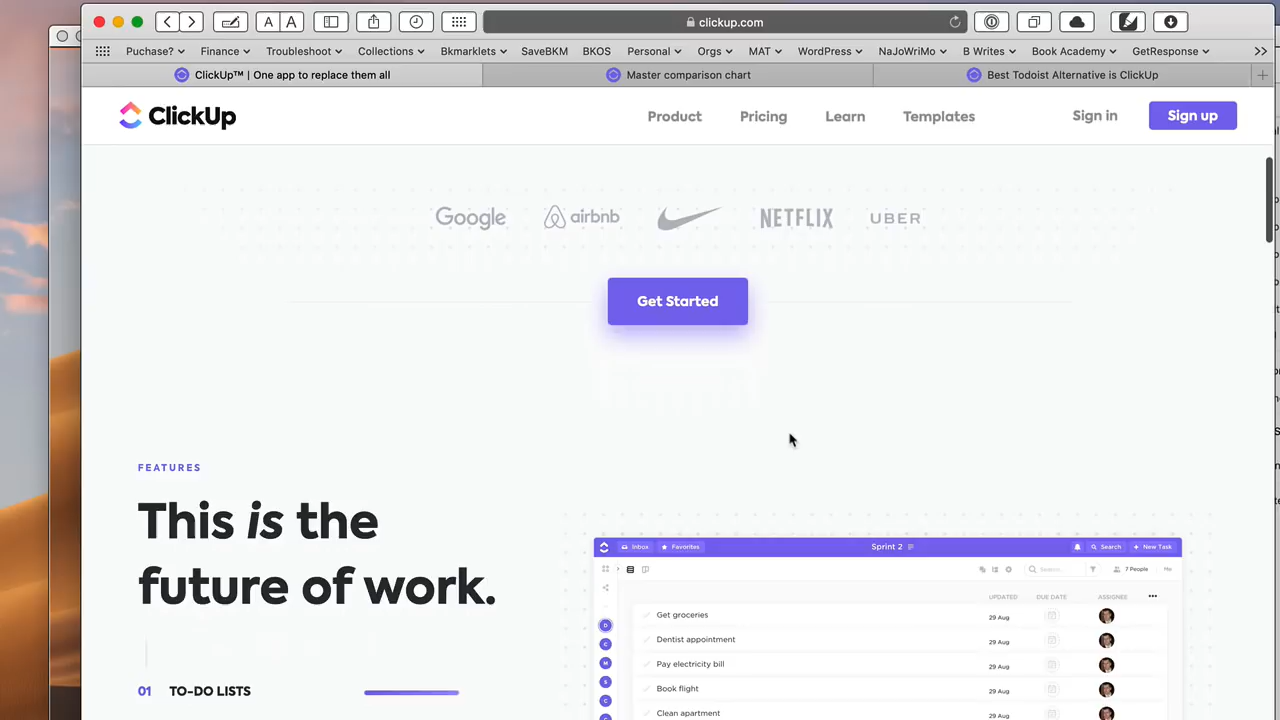 A A
clickup.com
Puchase? Finance Troubleshoot Collections Bkmarklets SaveBKM BKOS Personal Orgs MAT WordPress NaJoWriMo B Writes Book Academy GetResponse >>
ClickUp™ | One app to replace them all Master comparison chart Best Todoist Alternative is ClickUp +
ClickUp Product Pricing Learn Templates Sign in Sign up
Google airbnb NETFLIX UBER
Get Started
FEATURES
This is the
future of work.
01 TO-DO LISTS
Inbox Favorites Sprint 2 Search + New Task
Search 7 People Me
UPDATED DUE DATE ASSIGNEE
Get groceries 29 Aug
Dentist appointment 29 Aug
Pay electricity bill 29 Aug
Book flight 29 Aug
Clean apartment 29 Aug
D
C
M
S
C